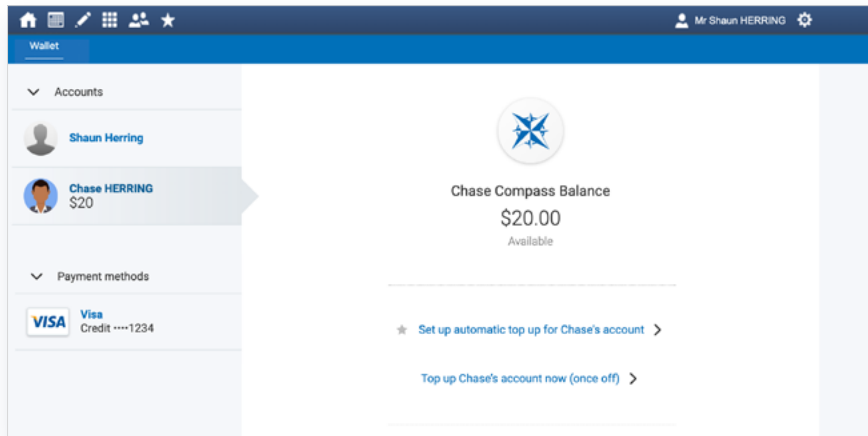 Mr Shaun HERRING
Wallet
Accounts
Shaun Herring
Chase HERRING
$20
Payment methods
VISA
Visa
Credit ····1234
Chase Compass Balance
$20.00
Available
Set up automatic top up for Chase's account
Top up Chase's account now (once off)